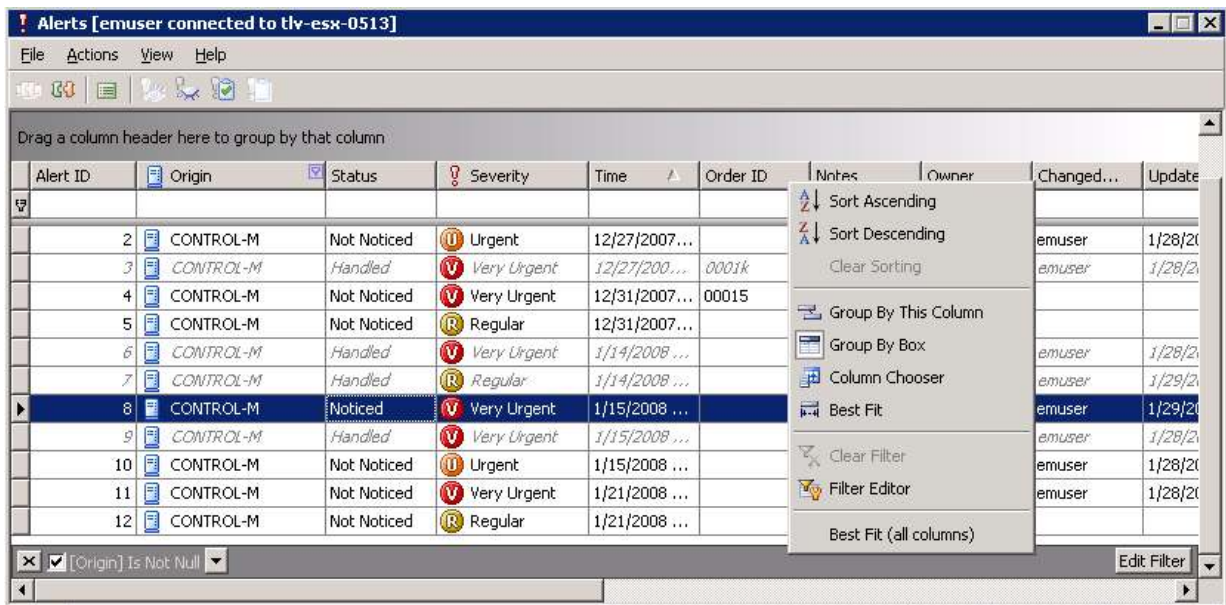 Alerts [emuser connected to tlv-esx-0513]
File Actions View Help
Drag a column header here to group by that column
Alert ID Origin Status Severity Time Order ID Notes Owner Changed... Update
2 CONTROL-M Not Noticed U Urgent 12/27/2007... emuser 1/28/20
3 CONTROL-M Handled V Very Urgent 12/27/200... 0001k emuser 1/28/2
4 CONTROL-M Not Noticed V Very Urgent 12/31/2007... 00015
5 CONTROL-M Not Noticed R Regular 12/31/2007...
6 CONTROL-M Handled V Very Urgent 1/14/2008 ... emuser 1/28/2
7 CONTROL-M Handled R Regular 1/14/2008 ... emuser 1/29/2
8 CONTROL-M Noticed V Very Urgent 1/15/2008 ... emuser 1/29/20
9 CONTROL-M Handled V Very Urgent 1/15/2008 ... emuser 1/28/2
10 CONTROL-M Not Noticed U Urgent 1/15/2008 ... emuser 1/28/20
11 CONTROL-M Not Noticed V Very Urgent 1/21/2008 ... emuser 1/28/20
12 CONTROL-M Not Noticed R Regular 1/21/2008 ...
Sort Ascending
Sort Descending
Clear Sorting
Group By This Column
Group By Box
Column Chooser
Best Fit
Clear Filter
Filter Editor
Best Fit (all columns)
[Origin] Is Not Null Edit Filter